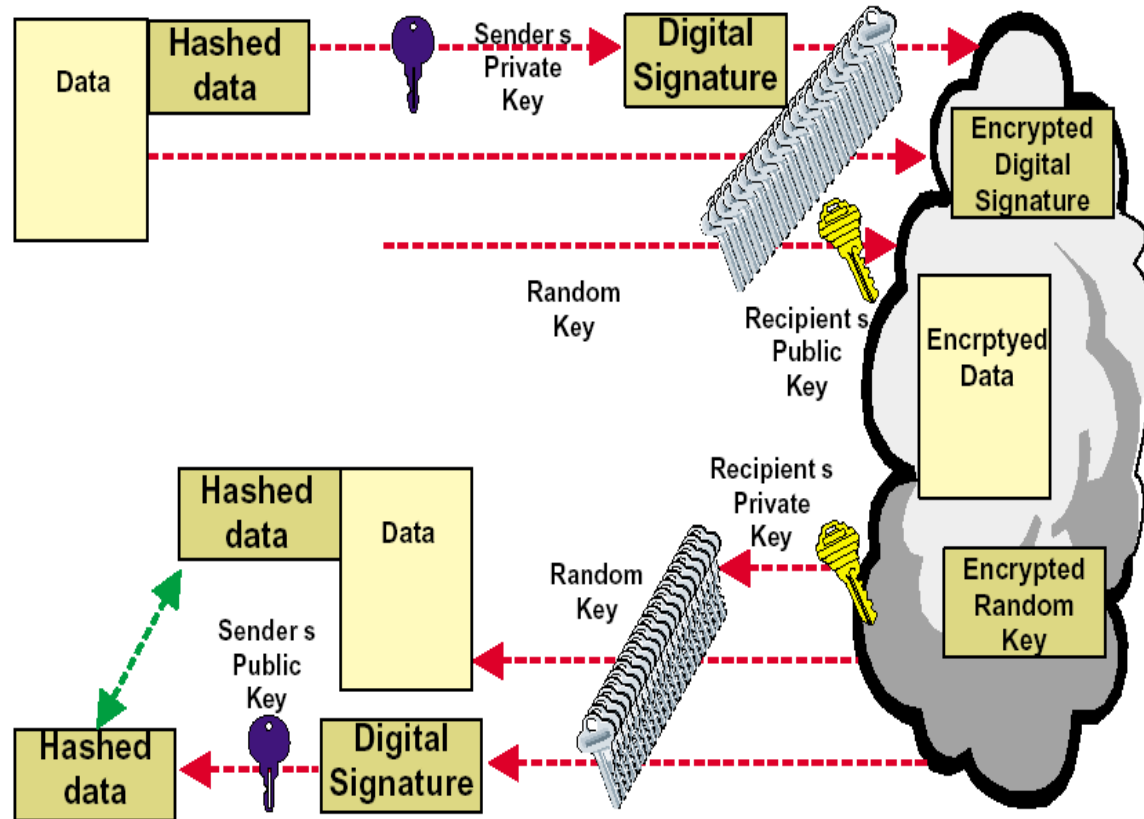 Data
Hashed
data
Sender s
Private
Key
Digital
Signature
Encrypted
Digital
Signature
Random
Key
Recipient s
Public
Key
Encrptyed
Data
Hashed
data
Data
Recipient s
Private
Key
Random
Key
Encrypted
Random
Key
Sender s
Public
Key
Hashed
data
Digital
Signature